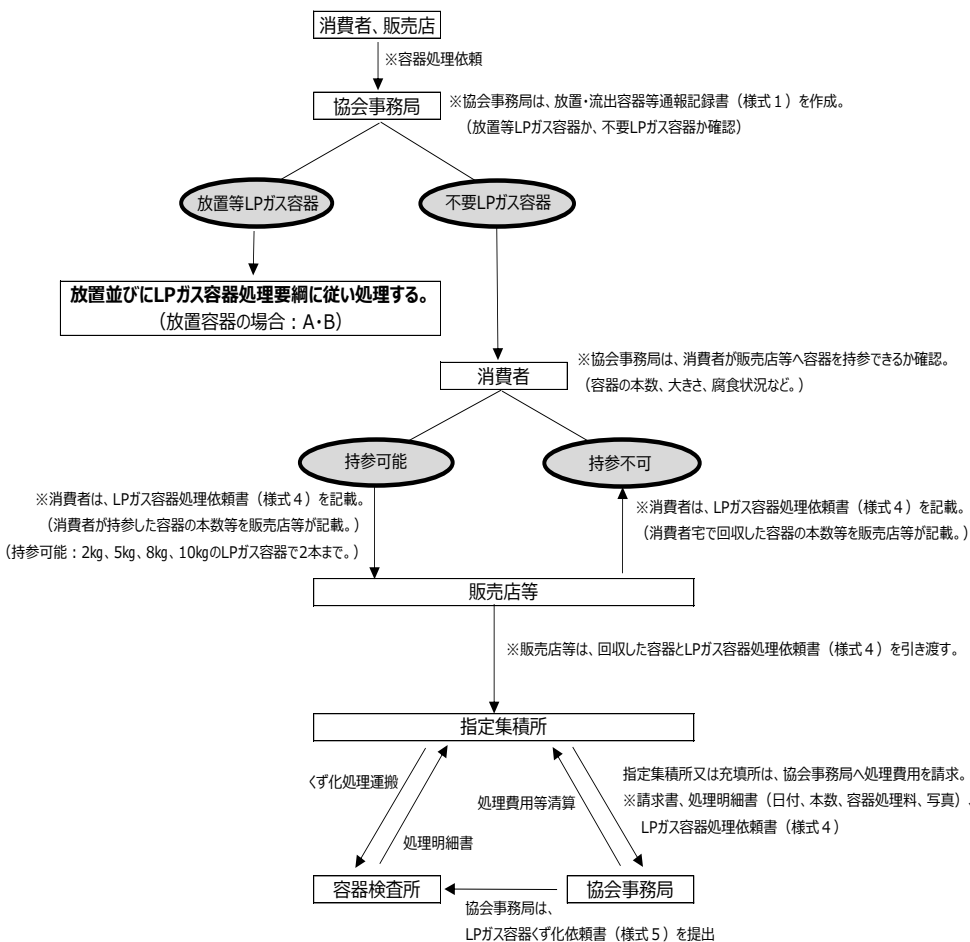 消費者、販売店
※容器処理依頼
協会事務局
※協会事務局は、放置・流出容器等通報記録書（様式１）を作成。
（放置等LPガス容器か、不要LPガス容器か確認）
放置等LPガス容器
不要LPガス容器
放置並びにLPガス容器処理要綱に従い処理する。
（放置容器の場合：A・B）
※協会事務局は、消費者が販売店等へ容器を持参できるか確認。
（容器の本数、大きさ、腐食状況など。）
消費者
持参可能
持参不可
※消費者は、LPガス容器処理依頼書（様式４）を記載。
（消費者が持参した容器の本数等を販売店等が記載。）
（持参可能：2㎏、5㎏、8㎏、10㎏のLPガス容器で2本まで。）
※消費者は、LPガス容器処理依頼書（様式４）を記載。
（消費者宅で回収した容器の本数等を販売店等が記載。）
販売店等
※販売店等は、回収した容器とLPガス容器処理依頼書（様式４）を引き渡す。
指定集積所
くず化処理運搬
処理明細書
処理費用等清算
指定集積所又は充填所は、協会事務局へ処理費用を請求。
※請求書、処理明細書（日付、本数、容器処理料、写真）、
LPガス容器処理依頼書（様式４）
容器検査所
協会事務局
協会事務局は、
LPガス容器くず化依頼書（様式５）を提出